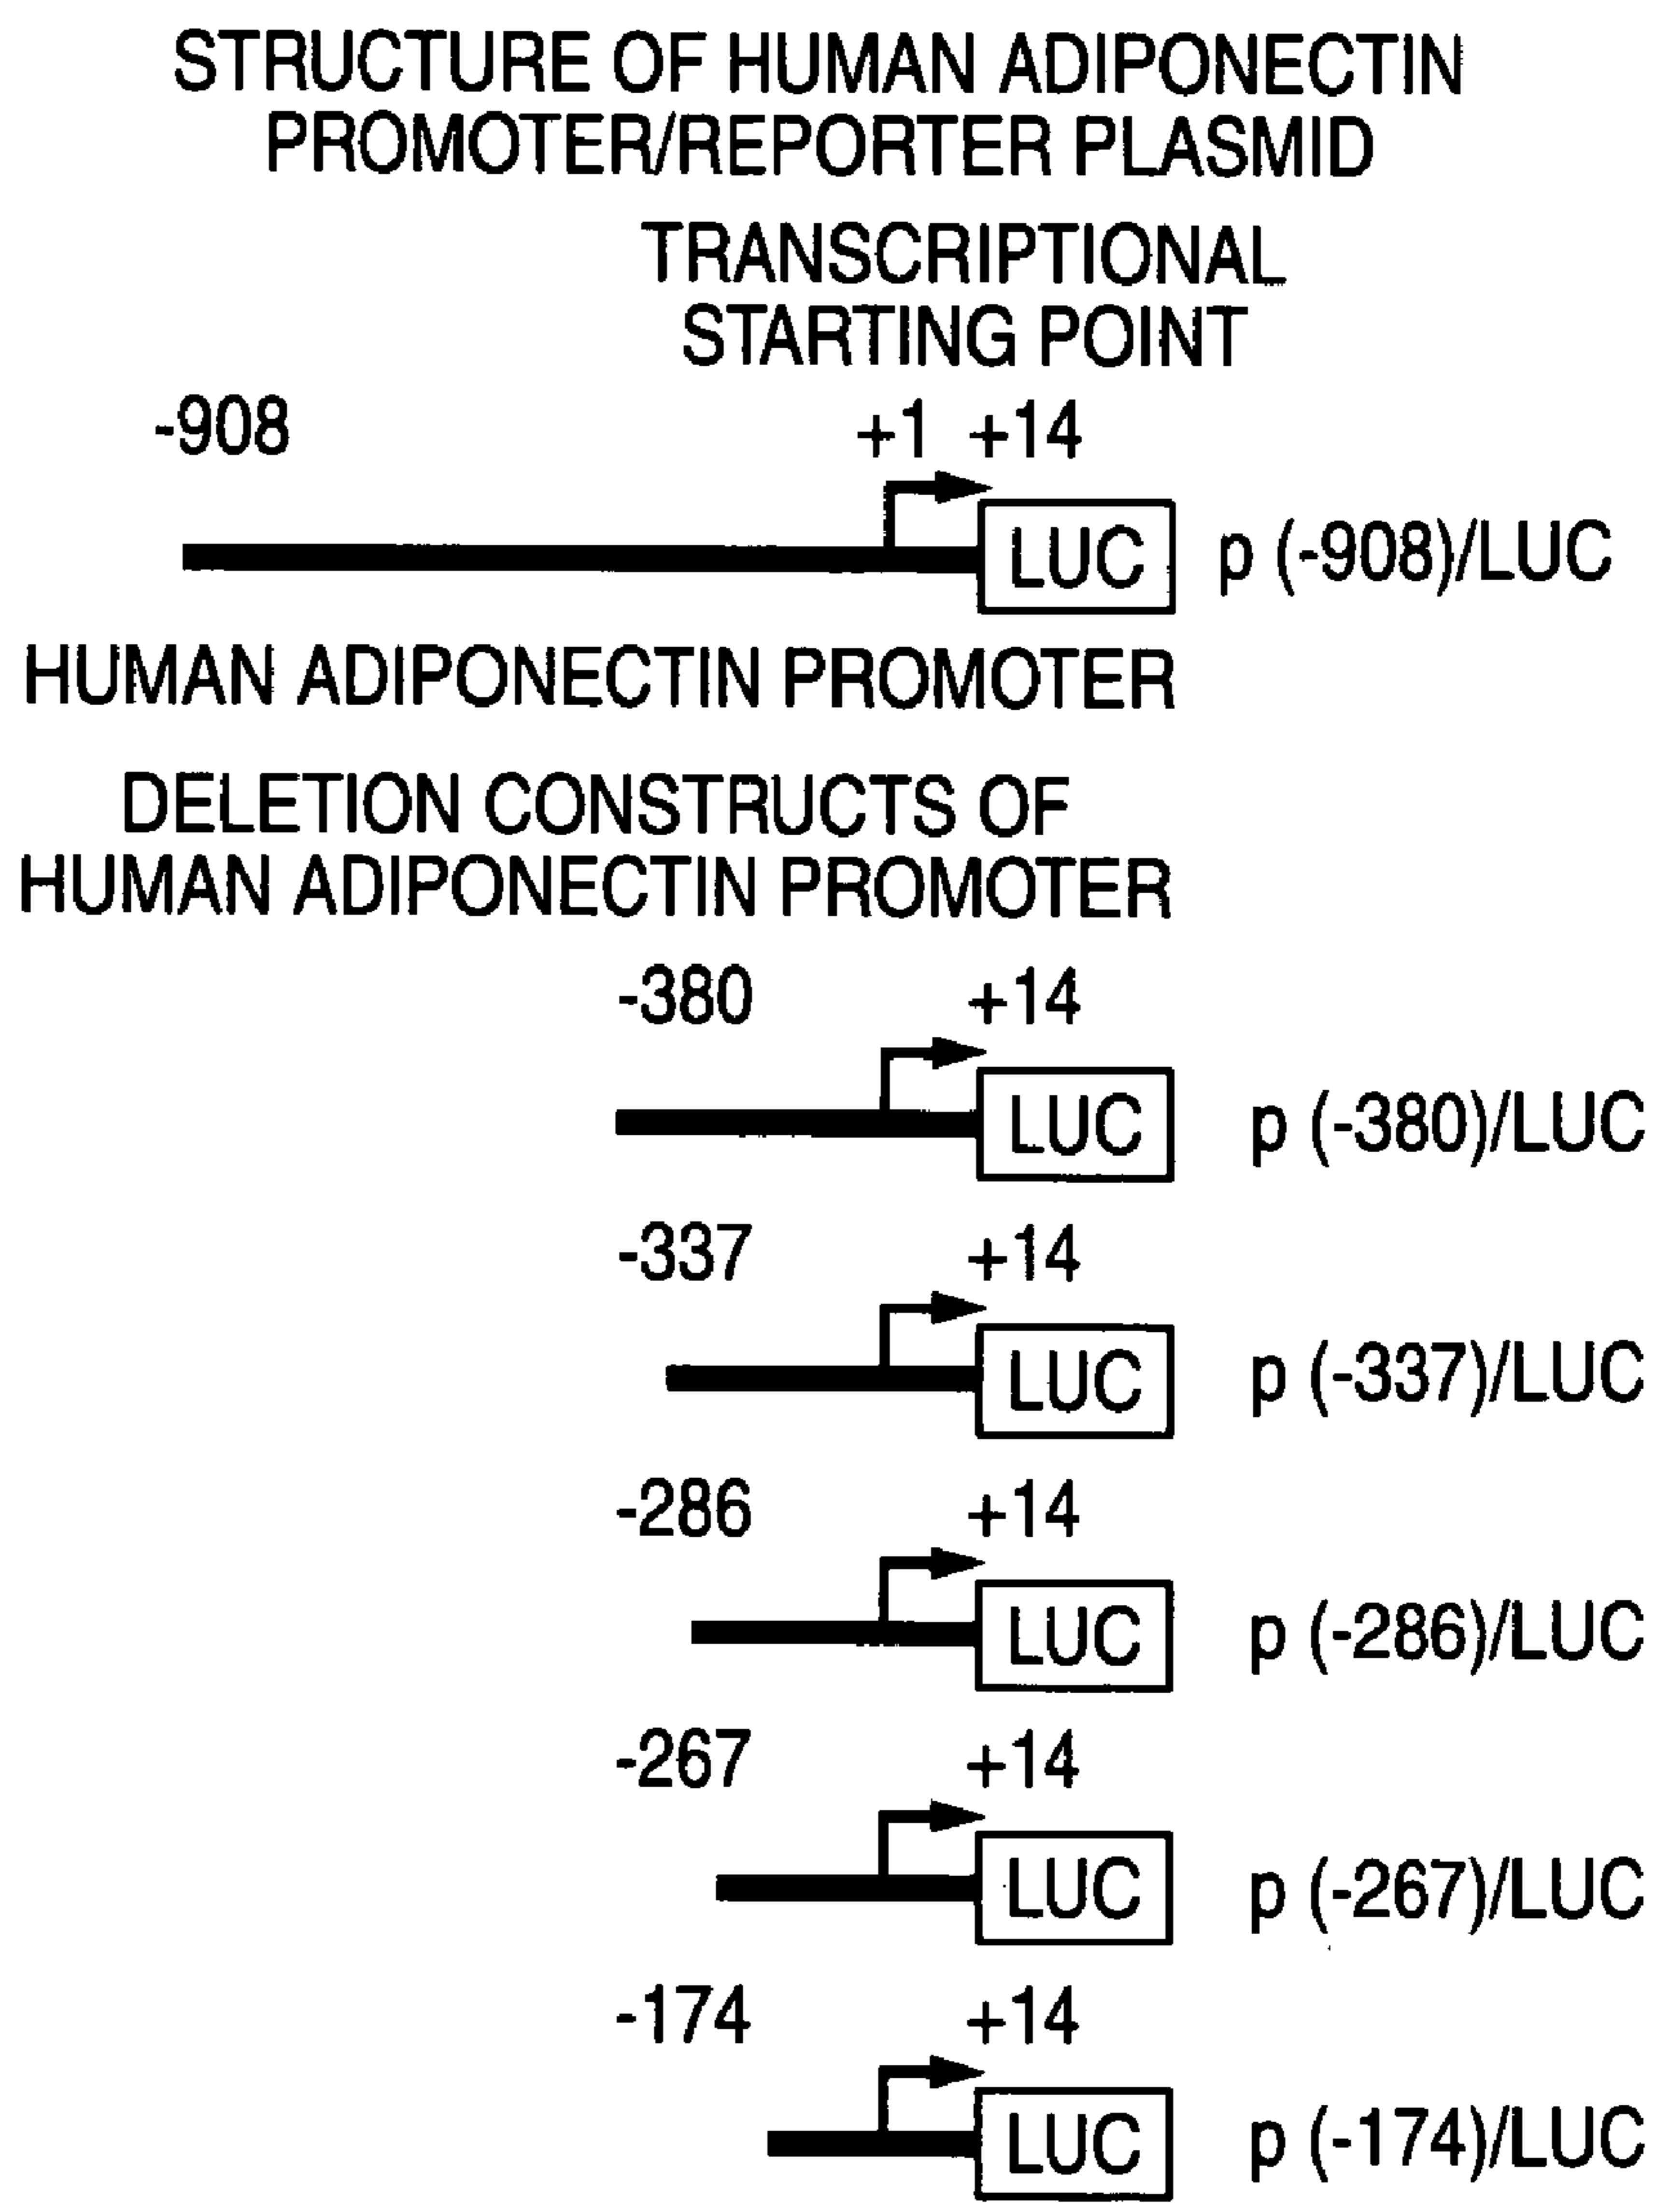 STRUCTURE OF HUMAN ADIPONECTIN
PROMOTER/REPORTER PLASMID
TRANSCRIPTIONAL
STARTING POINT
-908 +1 +14
LUC p (-908)/LUC
HUMAN ADIPONECTIN PROMOTER
DELETION CONSTRUCTS OF
HUMAN ADIPONECTIN PROMOTER
-380 +14
LUC p (-380)/LUC
-337 +14
LUC p (-337)/LUC
-286 +14
LUC p (-286)/LUC
-267 +14
LUC p (-267)/LUC
-174 +14
LUC p (-174)/LUC